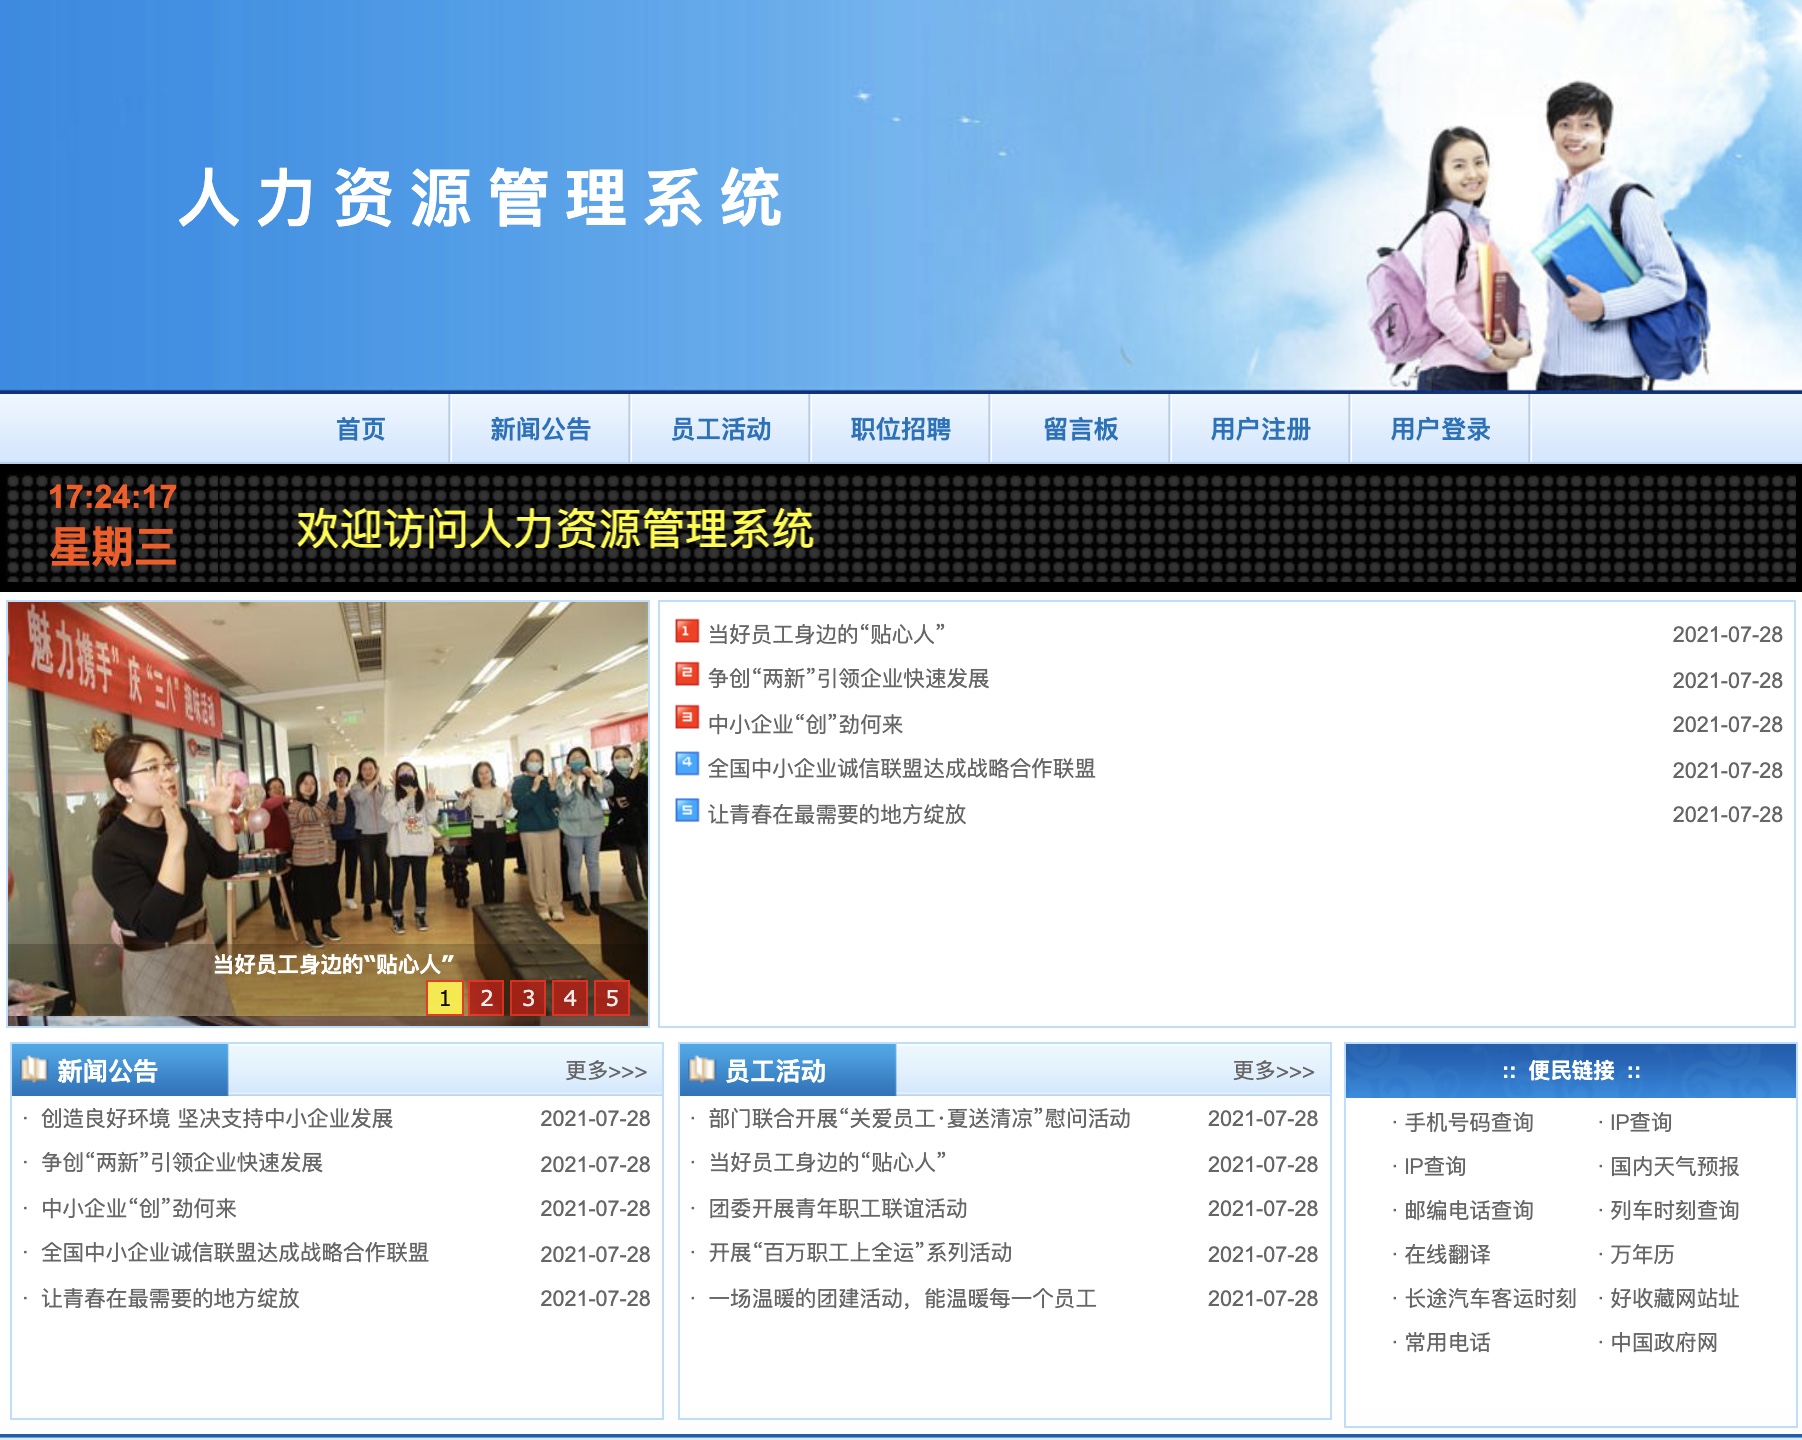 人力资源管理系统
首页 新闻公告 员工活动 职位招聘 留言板 用户注册 用户登录
17:24:17
星期三
欢迎访问人力资源管理系统
魅力携手” 庆“三八”趣味活动
当好员工身边的“贴心人”
1 2 3 4 5
1 当好员工身边的“贴心人” 2021-07-28
2 争创“两新”引领企业快速发展 2021-07-28
3 中小企业“创”劲何来 2021-07-28
4 全国中小企业诚信联盟达成战略合作联盟 2021-07-28
5 让青春在最需要的地方绽放 2021-07-28
新闻公告 更多>>>
· 创造良好环境 坚决支持中小企业发展 2021-07-28
· 争创“两新”引领企业快速发展 2021-07-28
· 中小企业“创”劲何来 2021-07-28
· 全国中小企业诚信联盟达成战略合作联盟 2021-07-28
· 让青春在最需要的地方绽放 2021-07-28
员工活动 更多>>>
· 部门联合开展“关爱员工·夏送清凉”慰问活动 2021-07-28
· 当好员工身边的“贴心人” 2021-07-28
· 团委开展青年职工联谊活动 2021-07-28
· 开展“百万职工上全运”系列活动 2021-07-28
· 一场温暖的团建活动，能温暖每一个员工 2021-07-28
:: 便民链接 ::
· 手机号码查询 · IP查询
· IP查询 · 国内天气预报
· 邮编电话查询 · 列车时刻查询
· 在线翻译 · 万年历
· 长途汽车客运时刻 · 好收藏网站址
· 常用电话 · 中国政府网